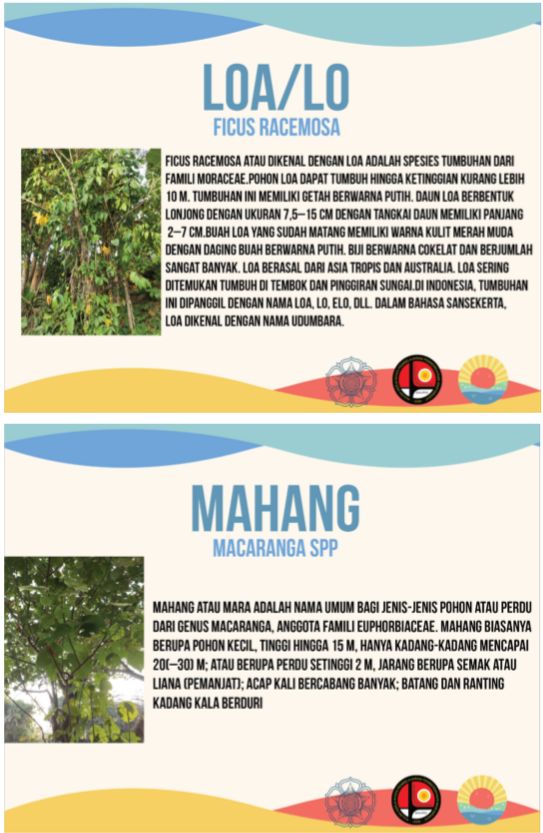 LOA/LO
FICUS RACEMOSA
FICUS RACEMOSA ATAU DIKENAL DENGAN LOA ADALAH SPESIES TUMBUHAN DARI
FAMILI MORACEAE.POHON LOA DAPAT TUMBUH HINGGA KETINGGIAN KURANG LEBIH
10 M. TUMBUHAN INI MEMILIKI GETAH BERWARNA PUTIH. DAUN LOA BERBENTUK
LONJONG DENGAN UKURAN 7,5–15 CM DENGAN TANGKAI DAUN MEMILIKI PANJANG
2–7 CM.BUAH LOA YANG SUDAH MATANG MEMILIKI WARNA KULIT MERAH MUDA
DENGAN DAGING BUAH BERWARNA PUTIH. BIJI BERWARNA COKELAT DAN BERJUMLAH
SANGAT BANYAK. LOA BERASAL DARI ASIA TROPIS DAN AUSTRALIA. LOA SERING
DITEMUKAN TUMBUH DI TEMBOK DAN PINGGIRAN SUNGAI.DI INDONESIA, TUMBUHAN
INI DIPANGGIL DENGAN NAMA LOA, LO, ELO, DLL. DALAM BAHASA SANSEKERTA,
LOA DIKENAL DENGAN NAMA UDUMBARA.
MAHANG
MACARANGA SPP
MAHANG ATAU MARA ADALAH NAMA UMUM BAGI JENIS-JENIS POHON ATAU PERDU
DARI GENUS MACARANGA, ANGGOTA FAMILI EUPHORBIACEAE. MAHANG BIASANYA
BERUPA POHON KECIL, TINGGI HINGGA 15 M, HANYA KADANG-KADANG MENCAPAI
20(–30) M; ATAU BERUPA PERDU SETINGGI 2 M, JARANG BERUPA SEMAK ATAU
LIANA (PEMANJAT); ACAP KALI BERCABANG BANYAK; BATANG DAN RANTING
KADANG KALA BERDURI